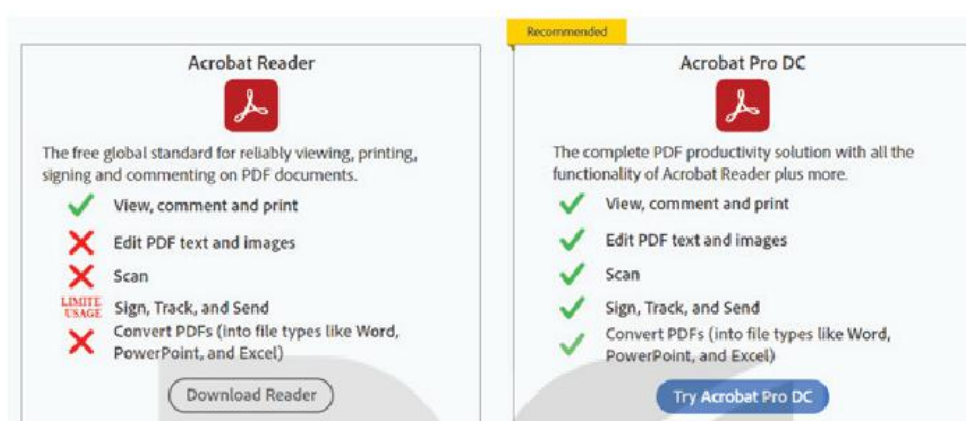 Recommended
Acrobat Reader
The free global standard for reliably viewing, printing,
signing and commenting on PDF documents.
View, comment and print
Edit PDF text and images
Scan
LIMITE
USAGE
Sign, Track, and Send
Convert PDFs (into file types like Word,
PowerPoint, and Excel)
Download Reader
Acrobat Pro DC
The complete PDF productivity solution with all the
functionality of Acrobat Reader plus more.
View, comment and print
Edit PDF text and images
Scan
Sign, Track, and Send
Convert PDFs (into file types like Word,
PowerPoint, and Excel)
Try Acrobat Pro DC